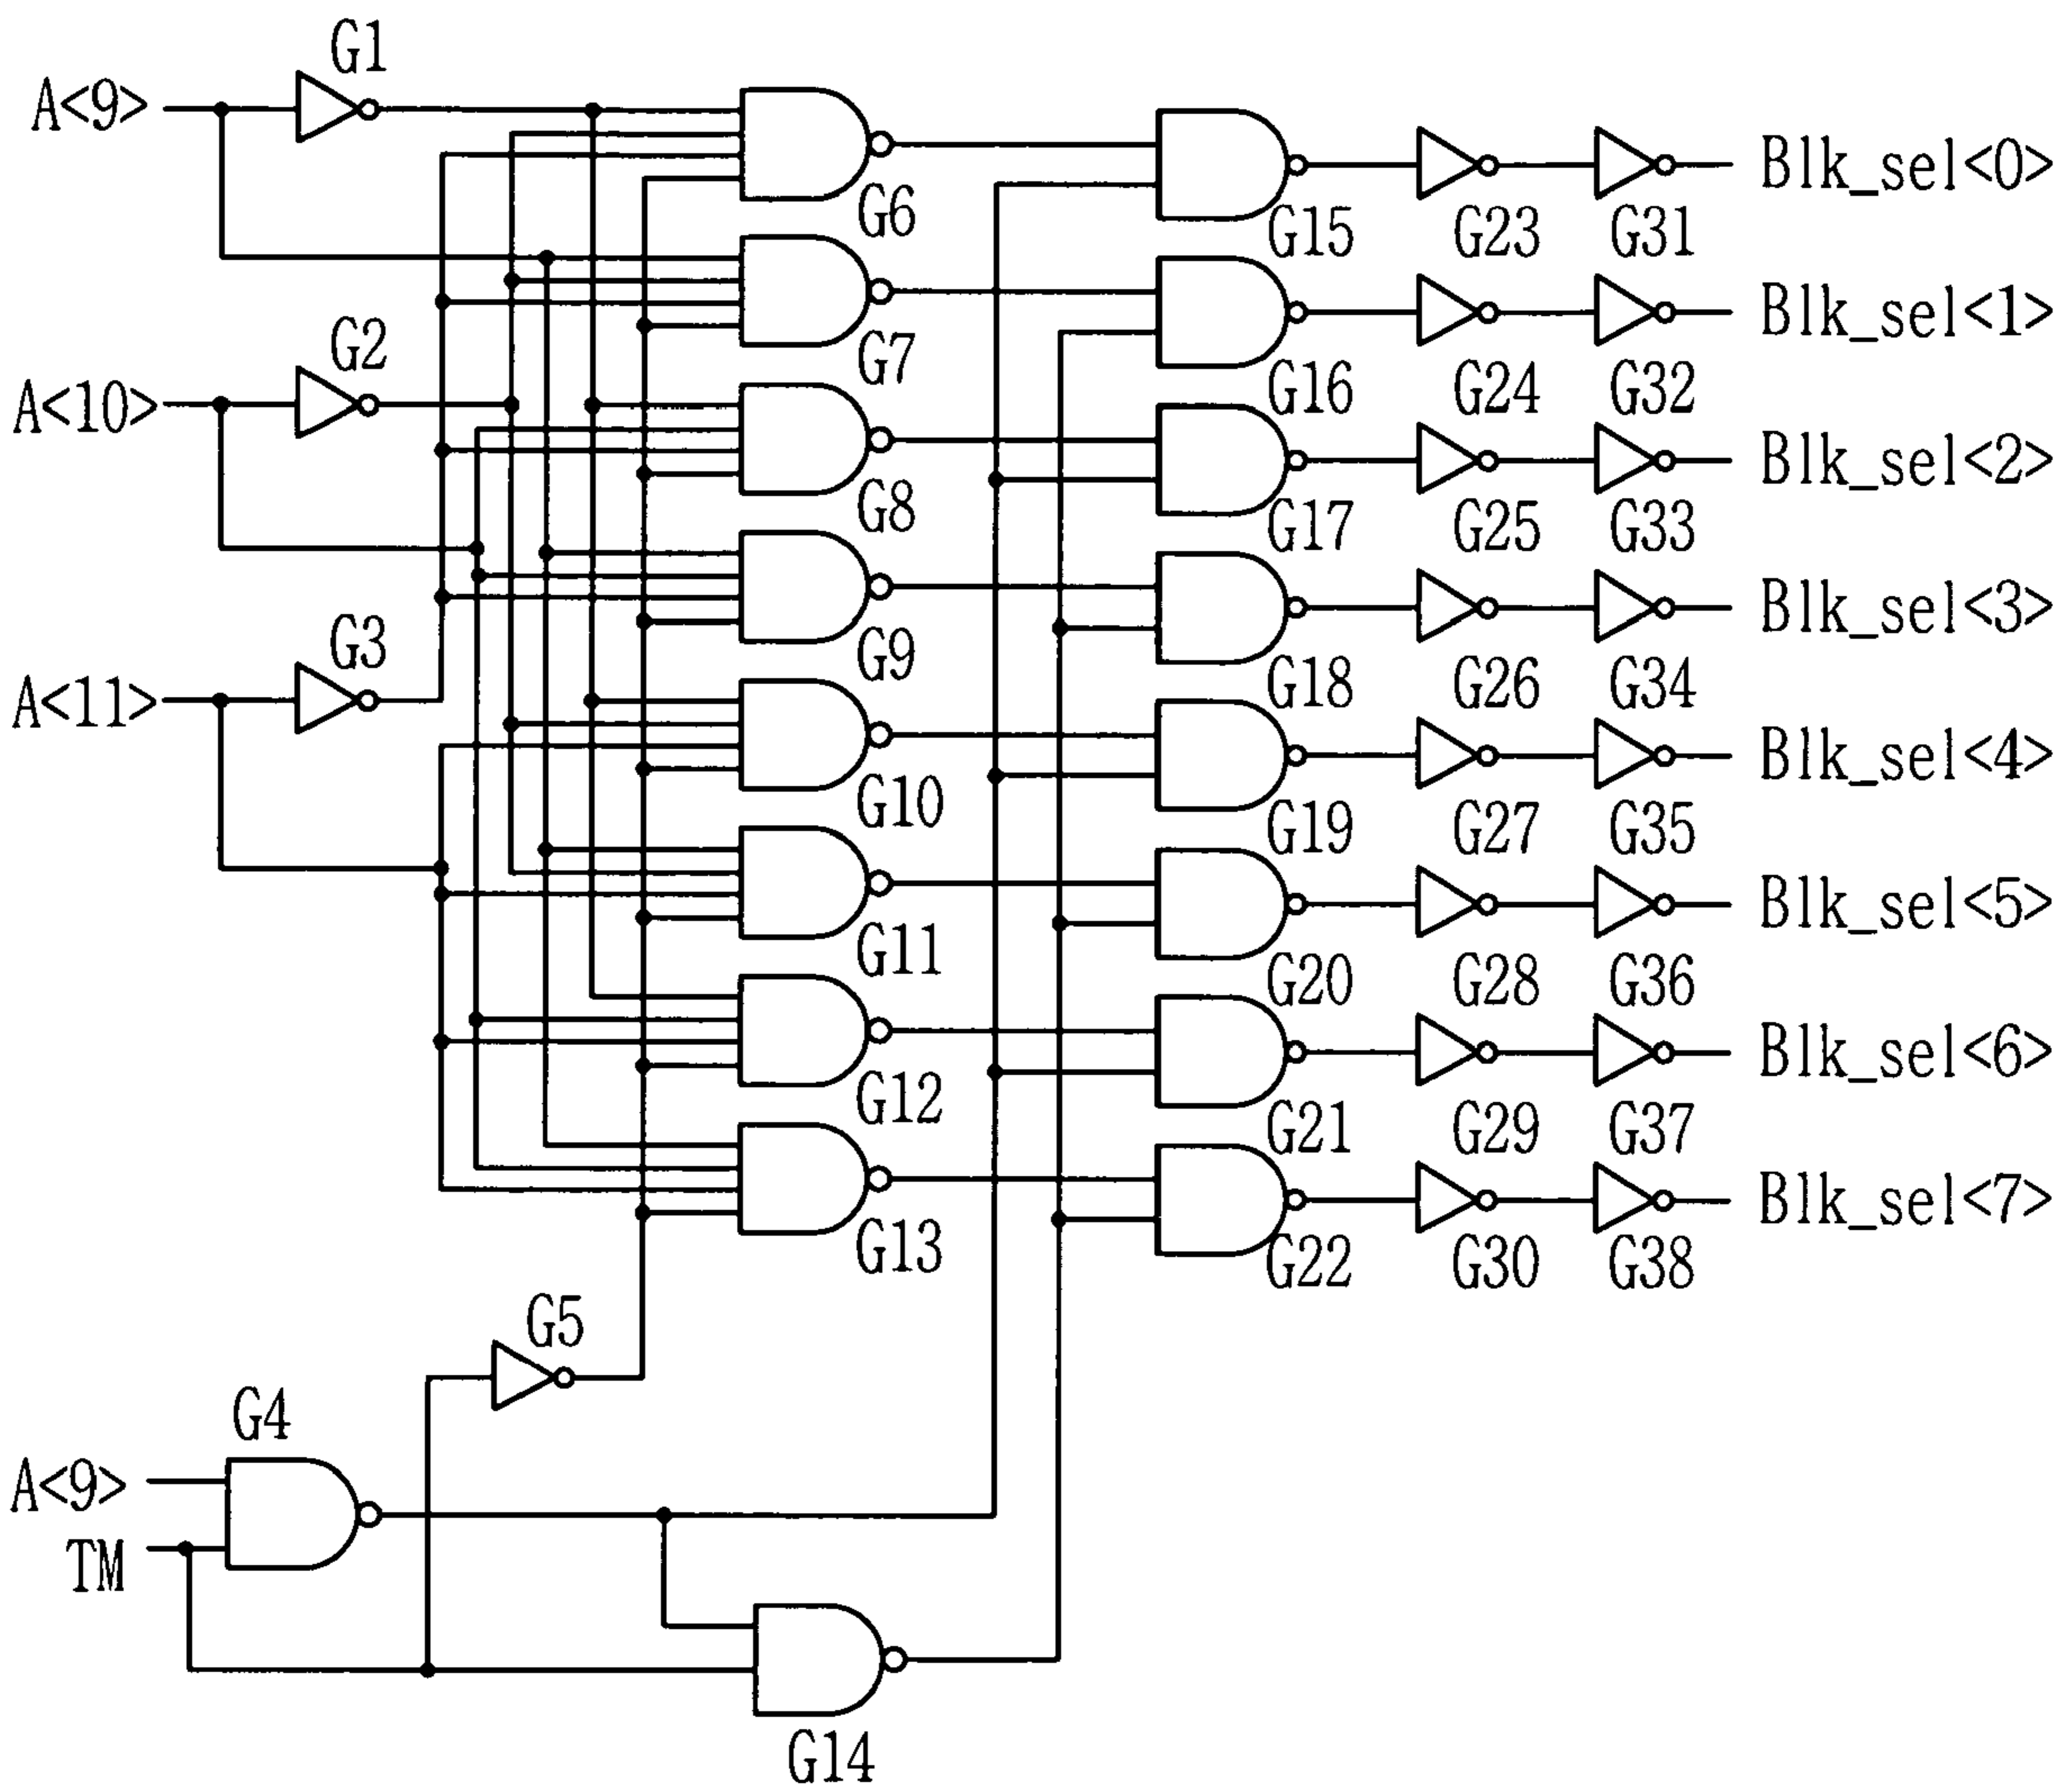 G1
A<9>
Blk_sel<0>
G6
G15 G23 G31
Blk_sel<1>
G2
G7
A<10>
G16 G24 G32
Blk_sel<2>
G8
G17 G25 G33
Blk_sel<3>
G3
G9
A<11>
G18 G26 G34
Blk_sel<4>
G10
G19 G27 G35
Blk_sel<5>
G11
G20 G28 G36
Blk_sel<6>
G12
G21 G29 G37
Blk_sel<7>
G13
G22 G30 G38
G5
G4
A<9>
TM
G14